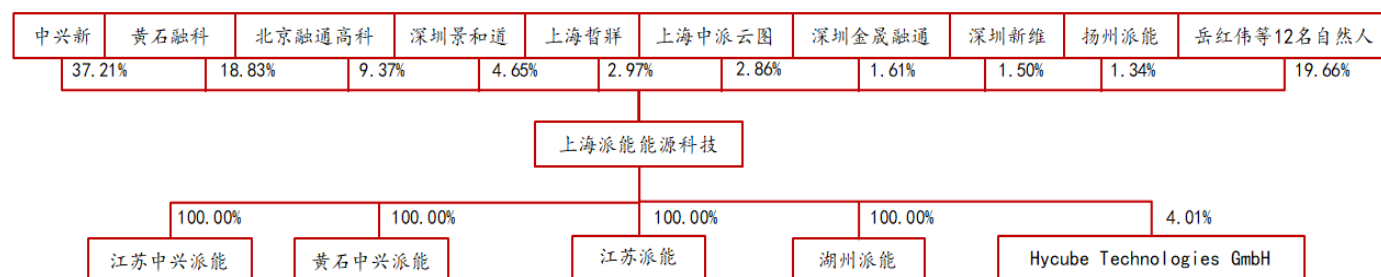 中兴新 黄石融科 北京融通高科 深圳景和道 上海晢牂 上海中派云图 深圳金晟融通 深圳新维 扬州派能 岳红伟等12名自然人
37.21% 18.83% 9.37% 4.65% 2.97% 2.86% 1.61% 1.50% 1.34% 19.66%
上海派能能源科技
100.00% 100.00% 100.00% 100.00% 4.01%
江苏中兴派能 黄石中兴派能 江苏派能 湖州派能 Hycube Technologies GmbH